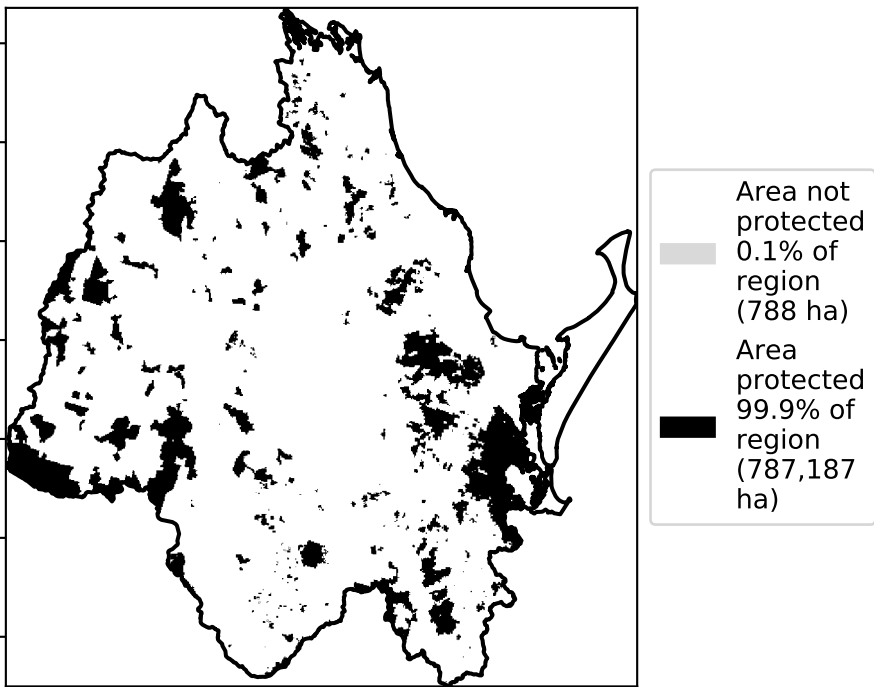 Area not
protected
0.1% of
region
(788 ha)
Area
protected
99.9% of
region
(787,187
ha)